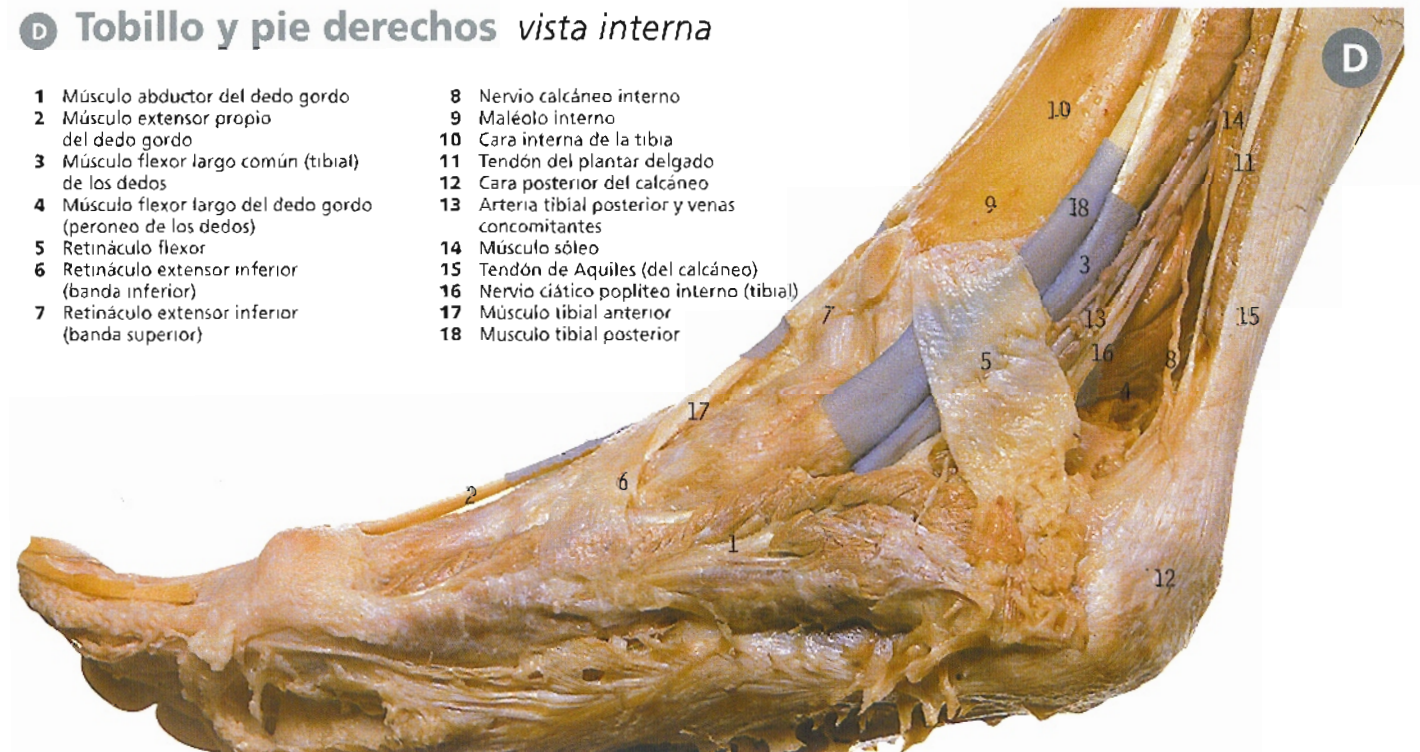 D Tobillo y pie derechos vista interna
D
1 Músculo abductor del dedo gordo
2 Músculo extensor propio
del dedo gordo
3 Músculo flexor largo común (tibial)
de los dedos
4 Músculo flexor largo del dedo gordo
(peroneo de los dedos)
5 Retináculo flexor
6 Retináculo extensor inferior
(banda inferior)
7 Retináculo extensor inferior
(banda superior)
8 Nervio calcáneo interno
9 Maléolo interno
10 Cara interna de la tibia
11 Tendón del plantar delgado
12 Cara posterior del calcáneo
13 Arteria tibial posterior y venas
concomitantes
14 Músculo sóleo
15 Tendón de Aquiles (del calcáneo)
16 Nervio ciático popliteo interno (tibial)
17 Músculo tibial anterior
18 Musculo tibial posterior
10
14
11
9
18
3
7
13
15
16
5
8
4
17
6
2
1
12